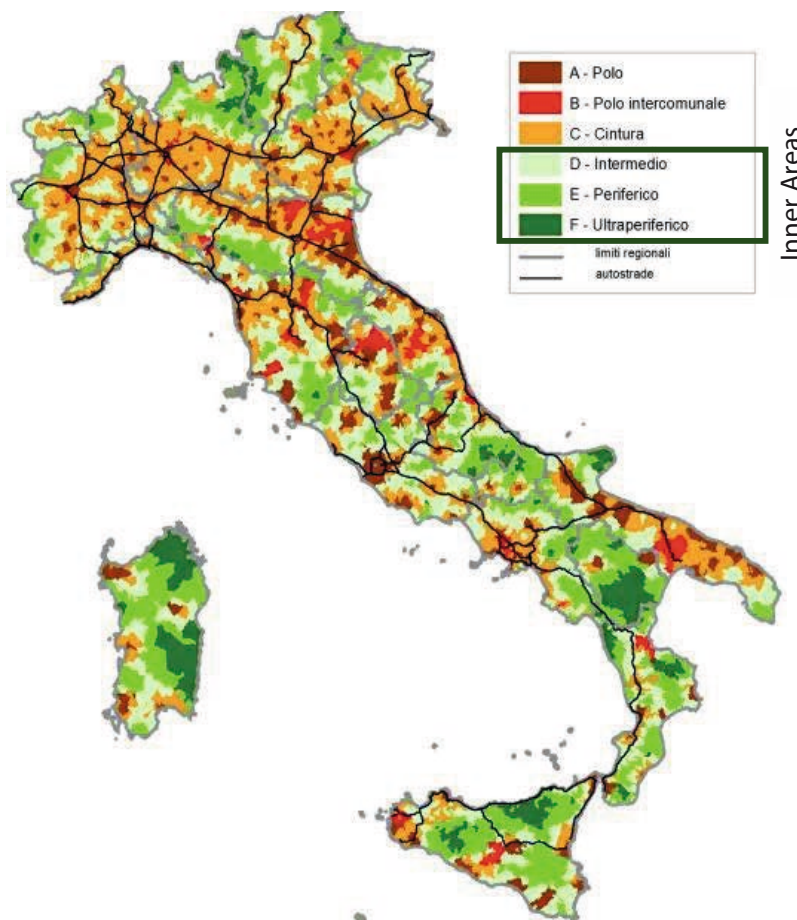 A - Polo
B - Polo intercomunale
C - Cintura
D - Intermedio
E - Periferico
F - Ultraperiferico
limiti regionali
autostrade
Inner Areas